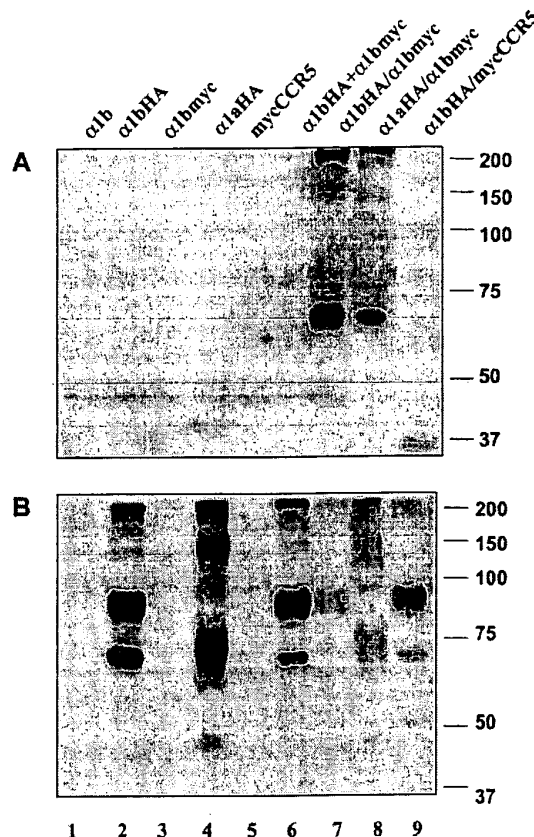 α1b
α1bHA
α1bmyc
α1aHA
mycCCR5
α1bHA+α1bmyc
α1bHA/α1bmyc
α1aHA/α1bmyc
α1bHA/mycCCR5
A
200
150
100
75
50
37
B
200
150
100
75
50
37
1 2 3 4 5 6 7 8 9